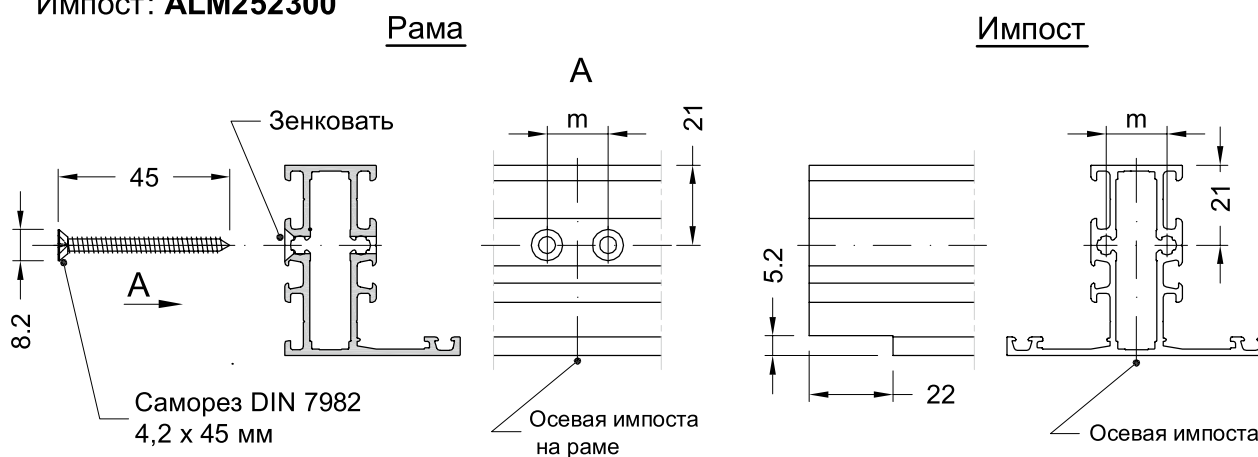 Импост: ALM252300
Рама
Импост
А
m
21
m
Зенковать
45
21
5.2
А
8.2
22
Саморез DIN 7982
4,2 x 45 мм
Осевая импоста
на раме
Осевая импоста